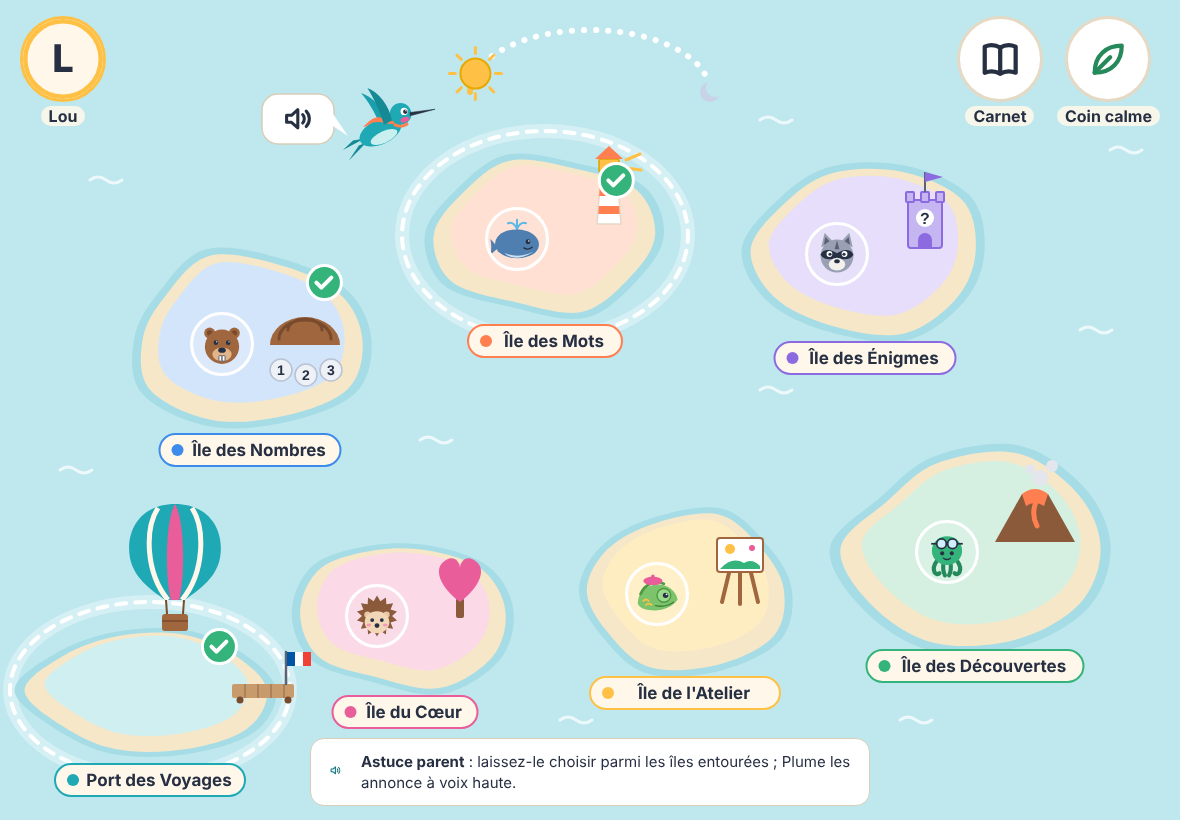 L
Lou
Carnet
Coin calme
?
Île des Mots
Île des Énigmes
1 2 3
Île des Nombres
Île des Découvertes
Île de l'Atelier
Île du Cœur
Port des Voyages
Astuce parent : laissez-le choisir parmi les îles entourées ; Plume les
annonce à voix haute.